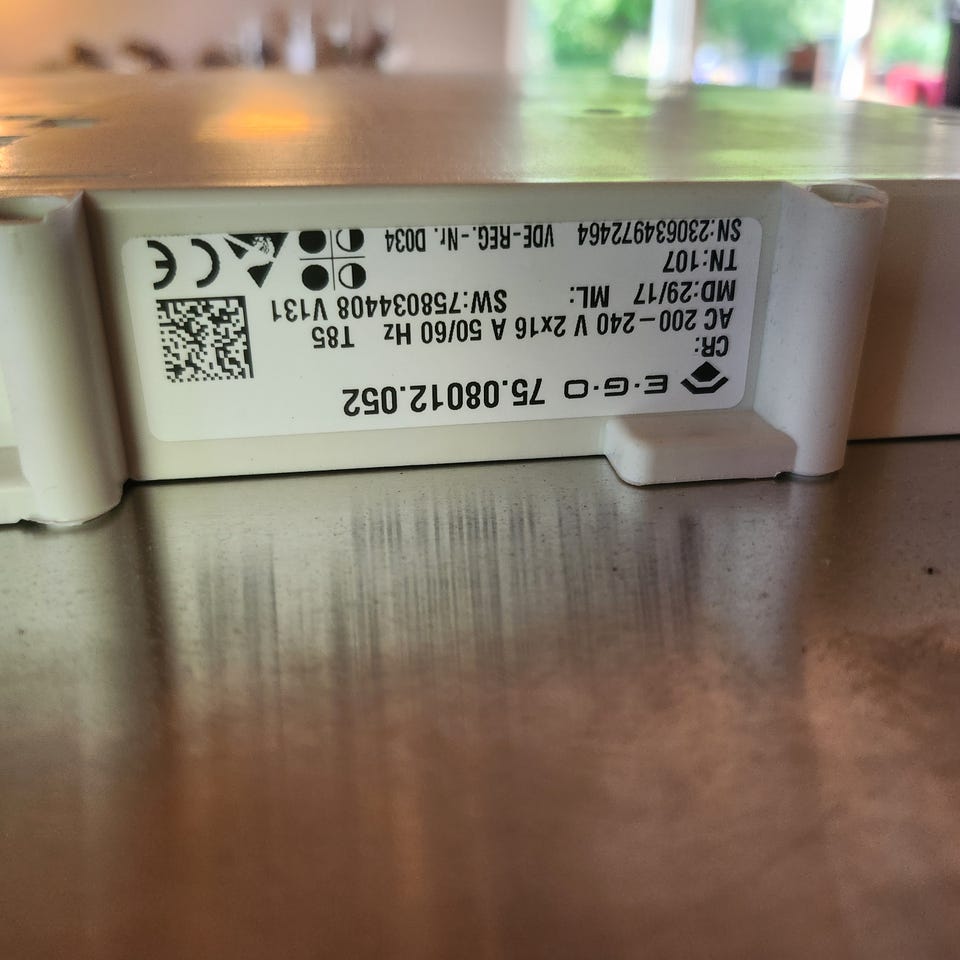 E·G·O 75.08012.052
CR:
AC 200-240 V 2x16 A 50/60 Hz T85
MD:29/17 ML: SW:758034408 V131
TN:107
SN:230634972464 VDE-REG.-Nr. D034
CE